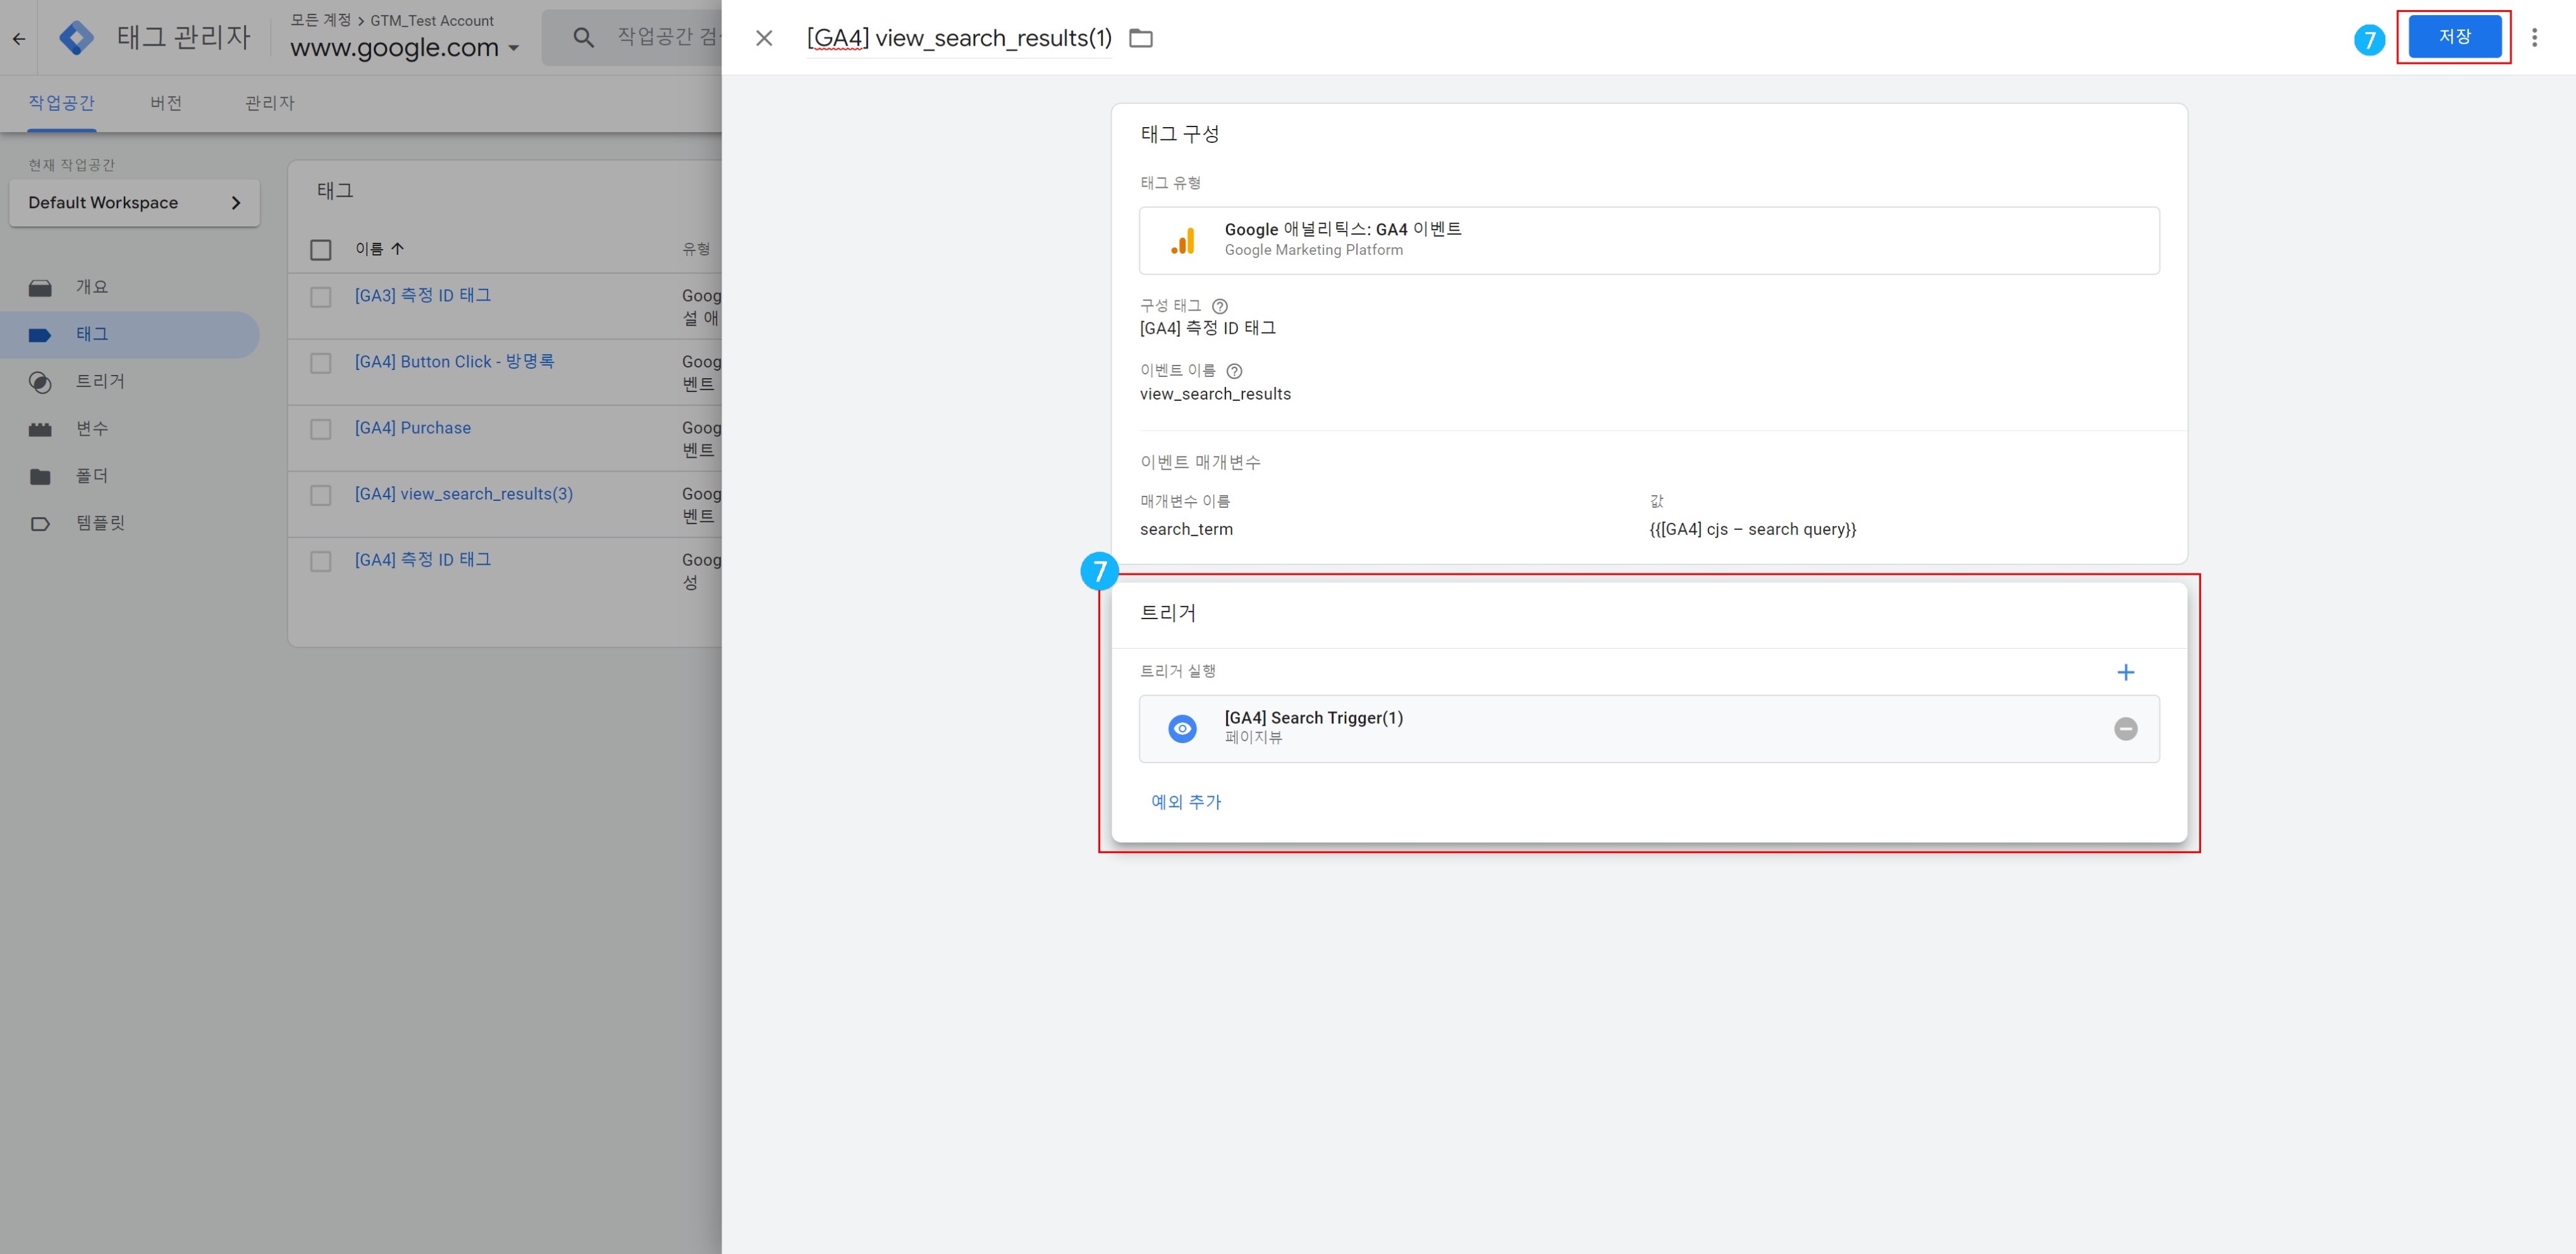 태그 관리자
모든 계정 > GTM_Test Account
www.google.com
작업공간 검
[GA4] view_search_results(1)
7
저장
작업공간
버전
관리자
현재 작업공간
Default Workspace
개요
태그
트리거
변수
폴더
템플릿
태그
이름
유형
[GA3] 측정 ID 태그
Goog
설 애
[GA4] Button Click - 방명록
Goog
벤트
[GA4] Purchase
Goog
벤트
[GA4] view_search_results(3)
Goog
벤트
[GA4] 측정 ID 태그
Goog
성
태그 구성
태그 유형
Google 애널리틱스: GA4 이벤트
Google Marketing Platform
구성 태그
[GA4] 측정 ID 태그
이벤트 이름
view_search_results
이벤트 매개변수
매개변수 이름
값
search_term
{{[GA4] cjs – search query}}
7
트리거
트리거 실행
[GA4] Search Trigger(1)
페이지뷰
예외 추가